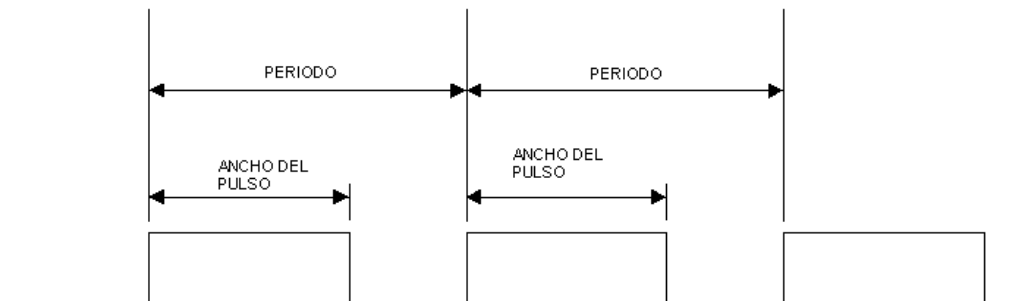 PERIODO
PERIODO
ANCHO DEL
PULSO
ANCHO DEL
PULSO